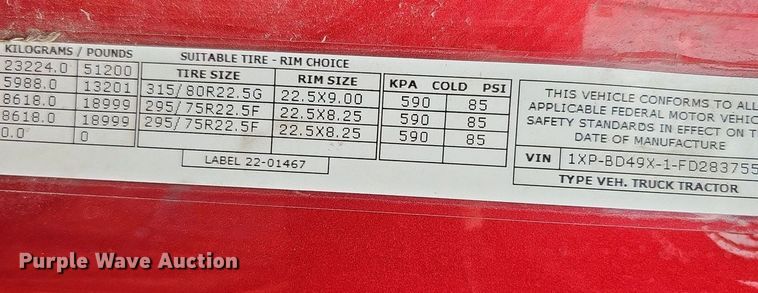 KILOGRAMS / POUNDS SUITABLE TIRE - RIM CHOICE
TIRE SIZE RIM SIZE KPA COLD PSI
23224.0 51200
5988.0 13201 315/80R22.5G 22.5X9.00 590 85
8618.0 18999 295/75R22.5F 22.5X8.25 590 85
8618.0 18999 295/75R22.5F 22.5X8.25 590 85
0.0 0
LABEL 22-01467
THIS VEHICLE CONFORMS TO ALL
APPLICABLE FEDERAL MOTOR VEHIC
SAFETY STANDARDS IN EFFECT ON TH
DATE OF MANUFACTURE
VIN 1XP-BD49X-1-FD283755
TYPE VEH. TRUCK TRACTOR
Purple Wave Auction